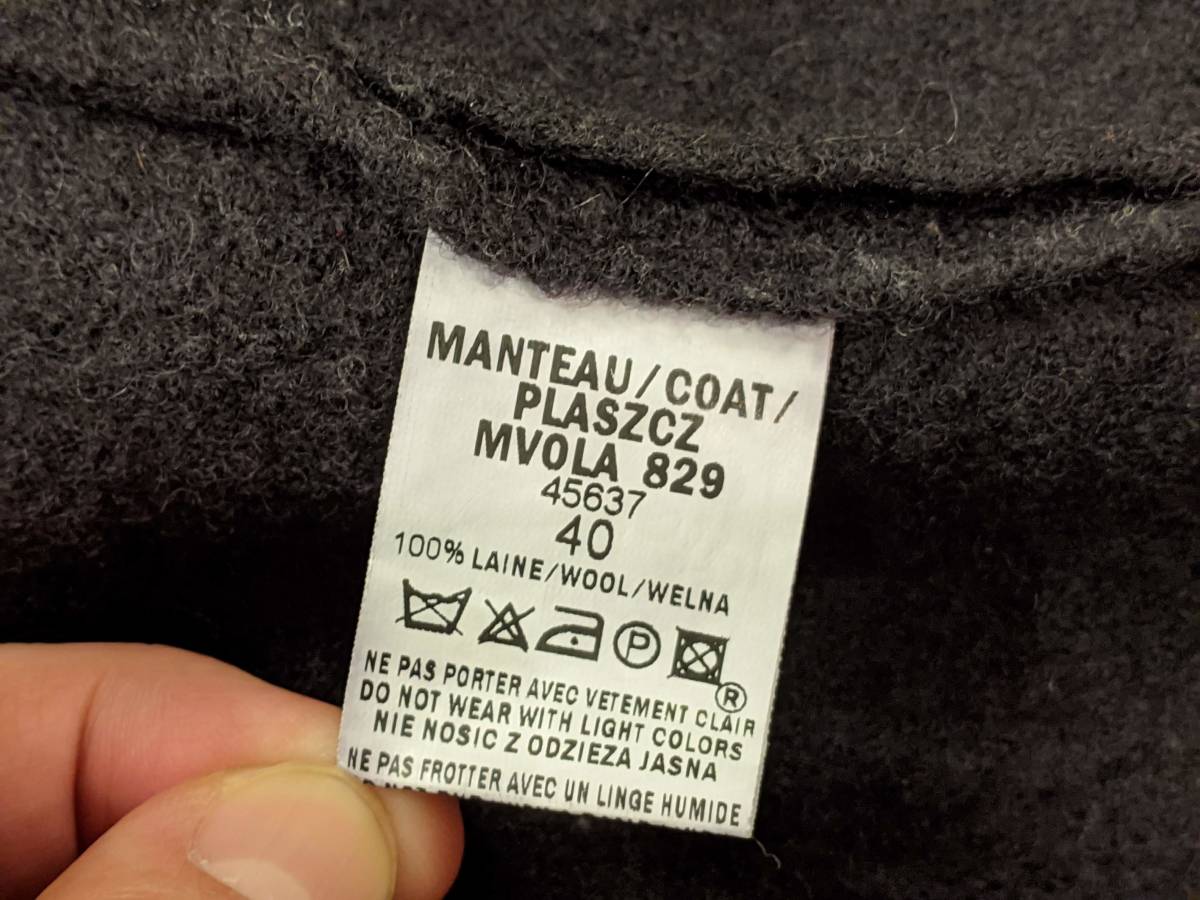 MANTEAU/COAT/
PLASZCZ
MVOLA 829
45637
40
100% LAINE/WOOL/WELNA
P
®
NE PAS PORTER AVEC VETEMENT CLAIR
DO NOT WEAR WITH LIGHT COLORS
NIE NOSIC Z ODZIEZA JASNA
NE PAS FROTTER AVEC UN LINGE HUMIDE